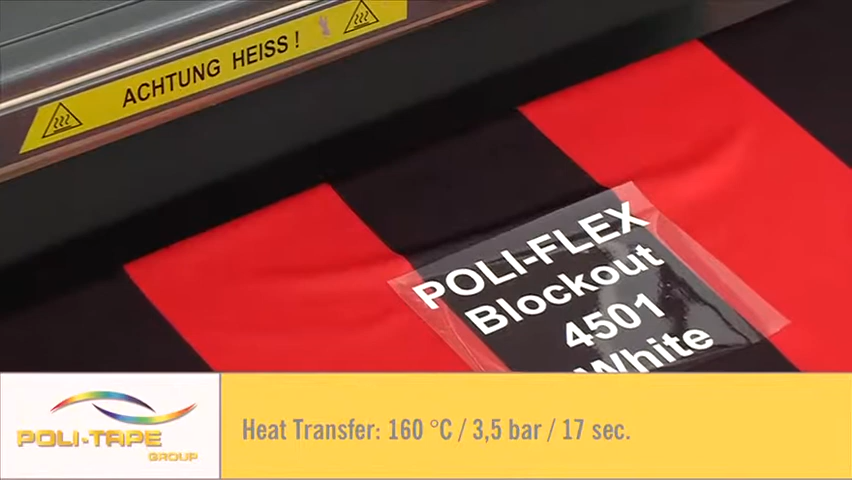 ACHTUNG HEISS !
POLI-FLEX
Blockout
4501
White
POLI-TAPE
GROUP
Heat Transfer: 160 °C / 3,5 bar / 17 sec.